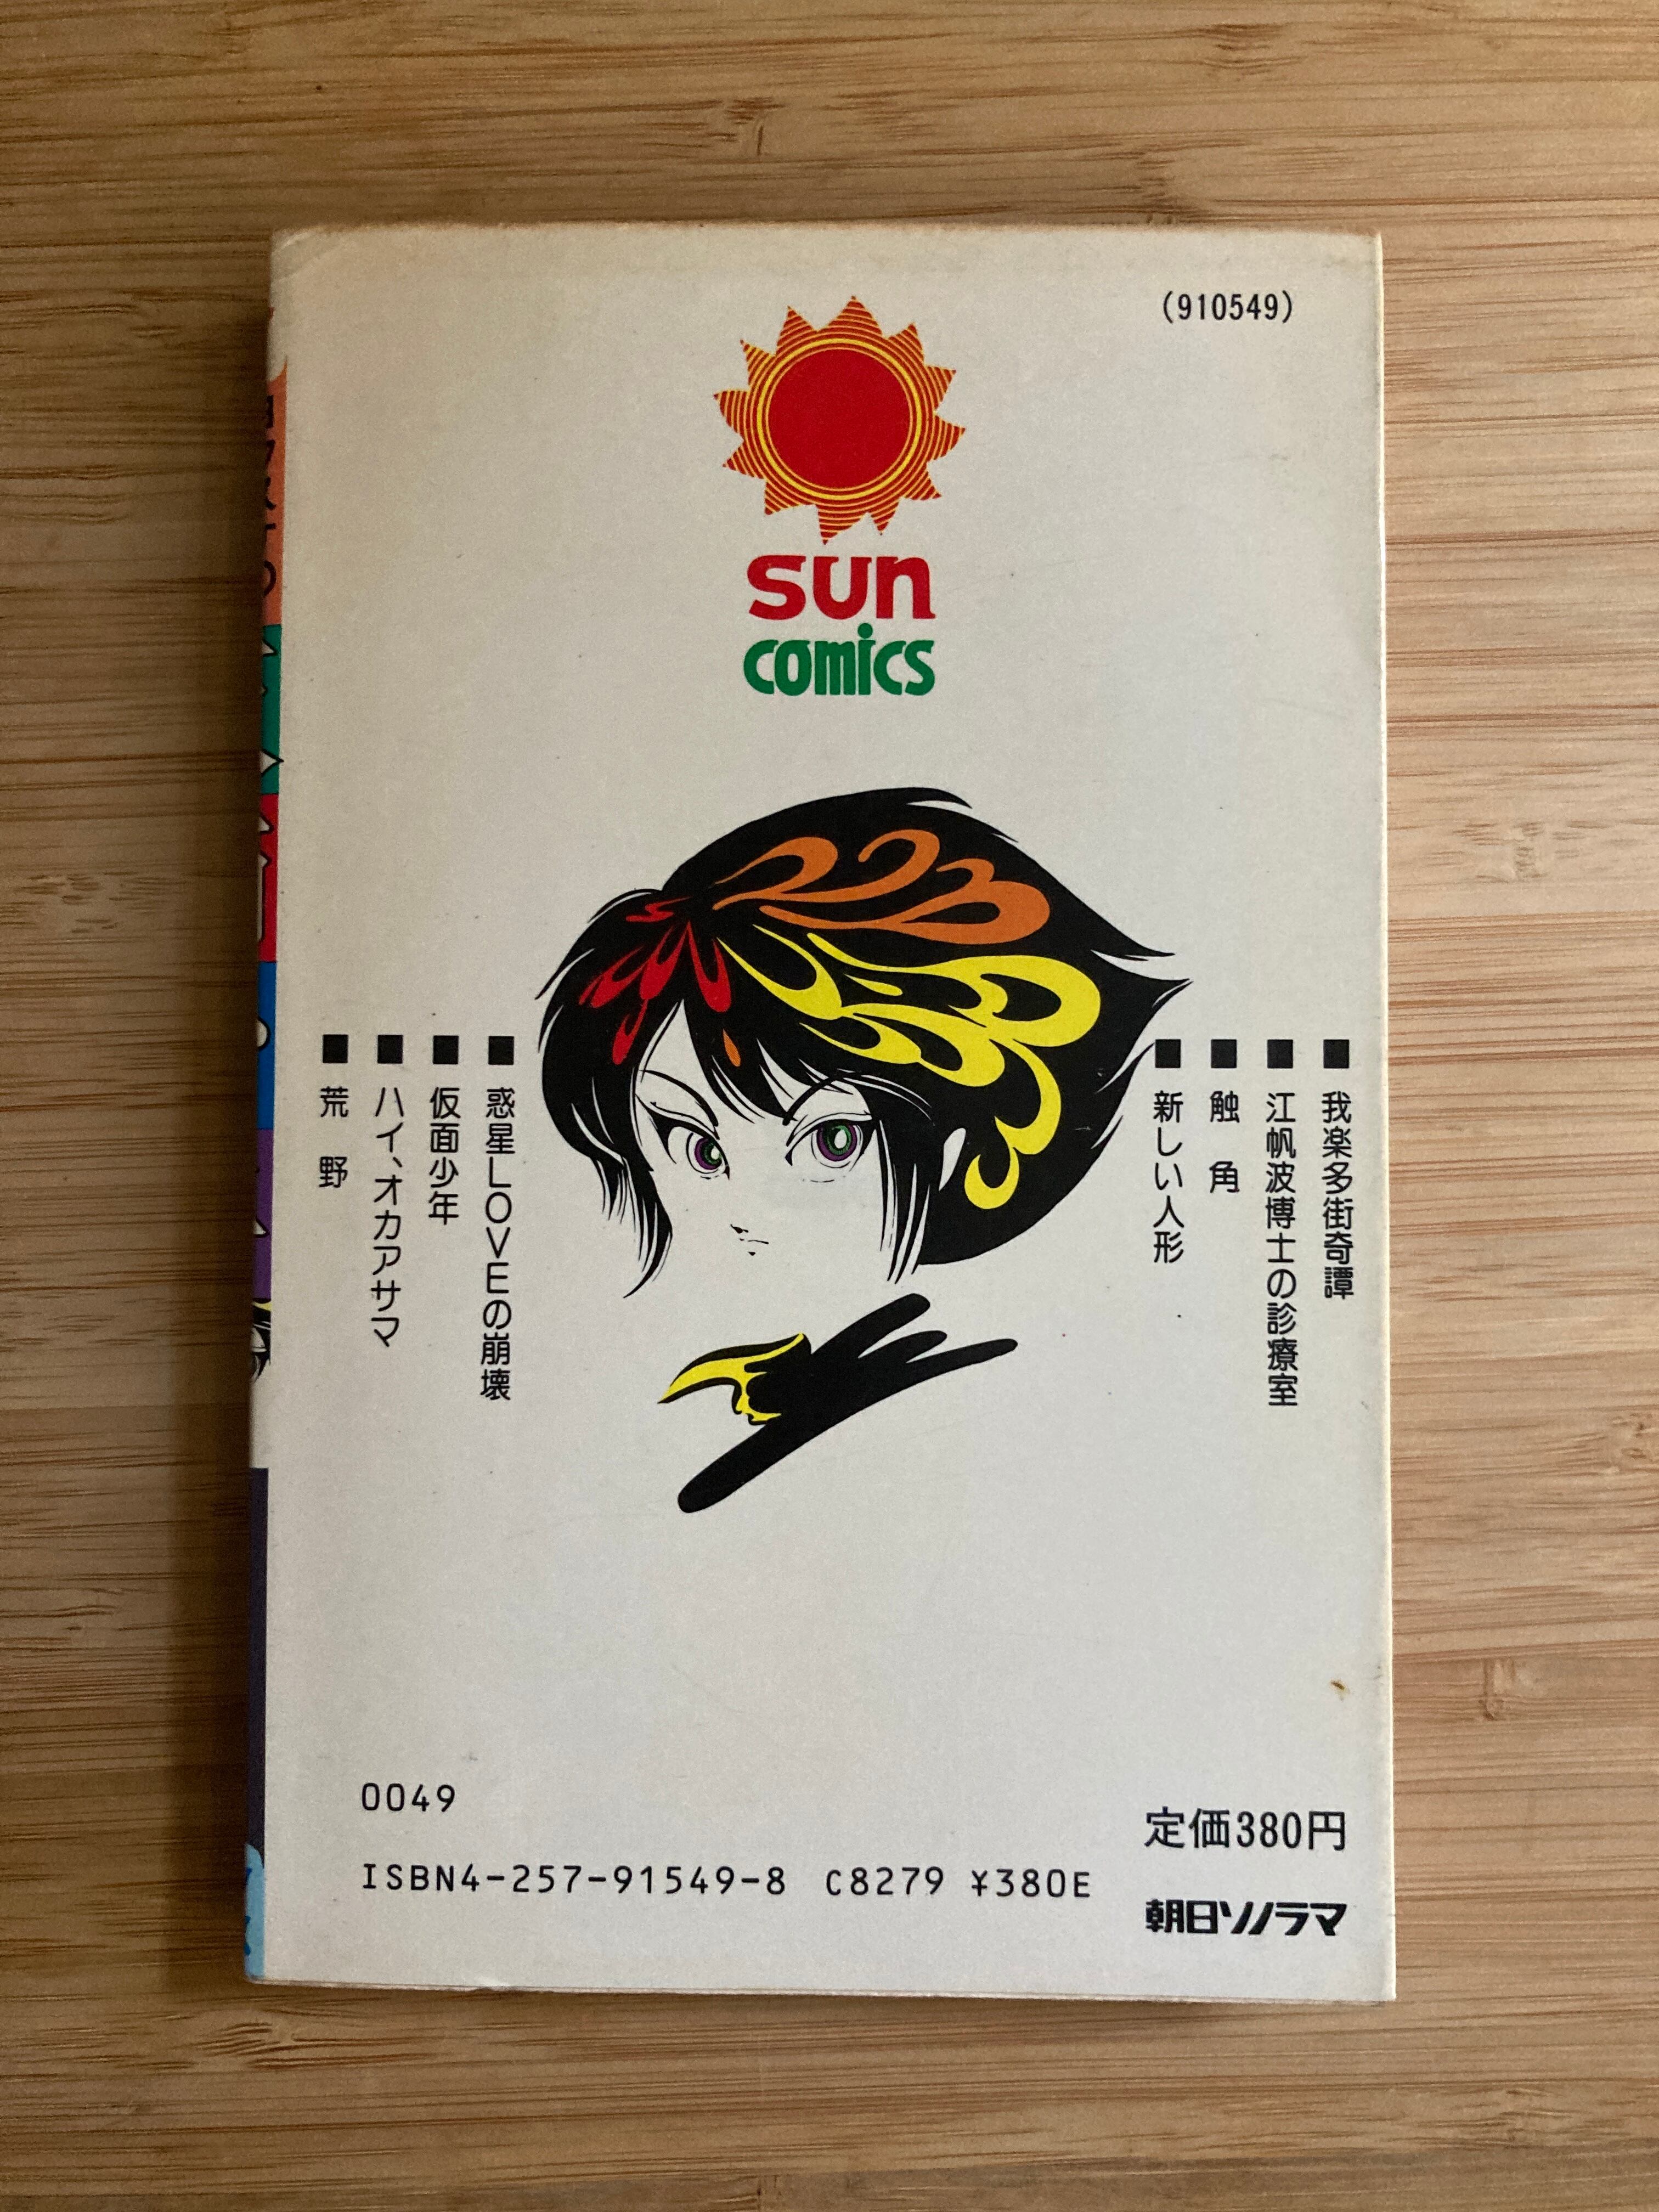 (910549)
sun
comics
■ 我楽多街奇譚
■ 江帆波博士の診療室
■ 触 角
■ 新しい人形
■ 惑星LOVEの崩壊
■ 仮面少年
■ ハイ、オカアサマ
■ 荒 野
0049
ISBN4-257-91549-8 C8279 ¥380E
定価380円
朝日ソノラマ